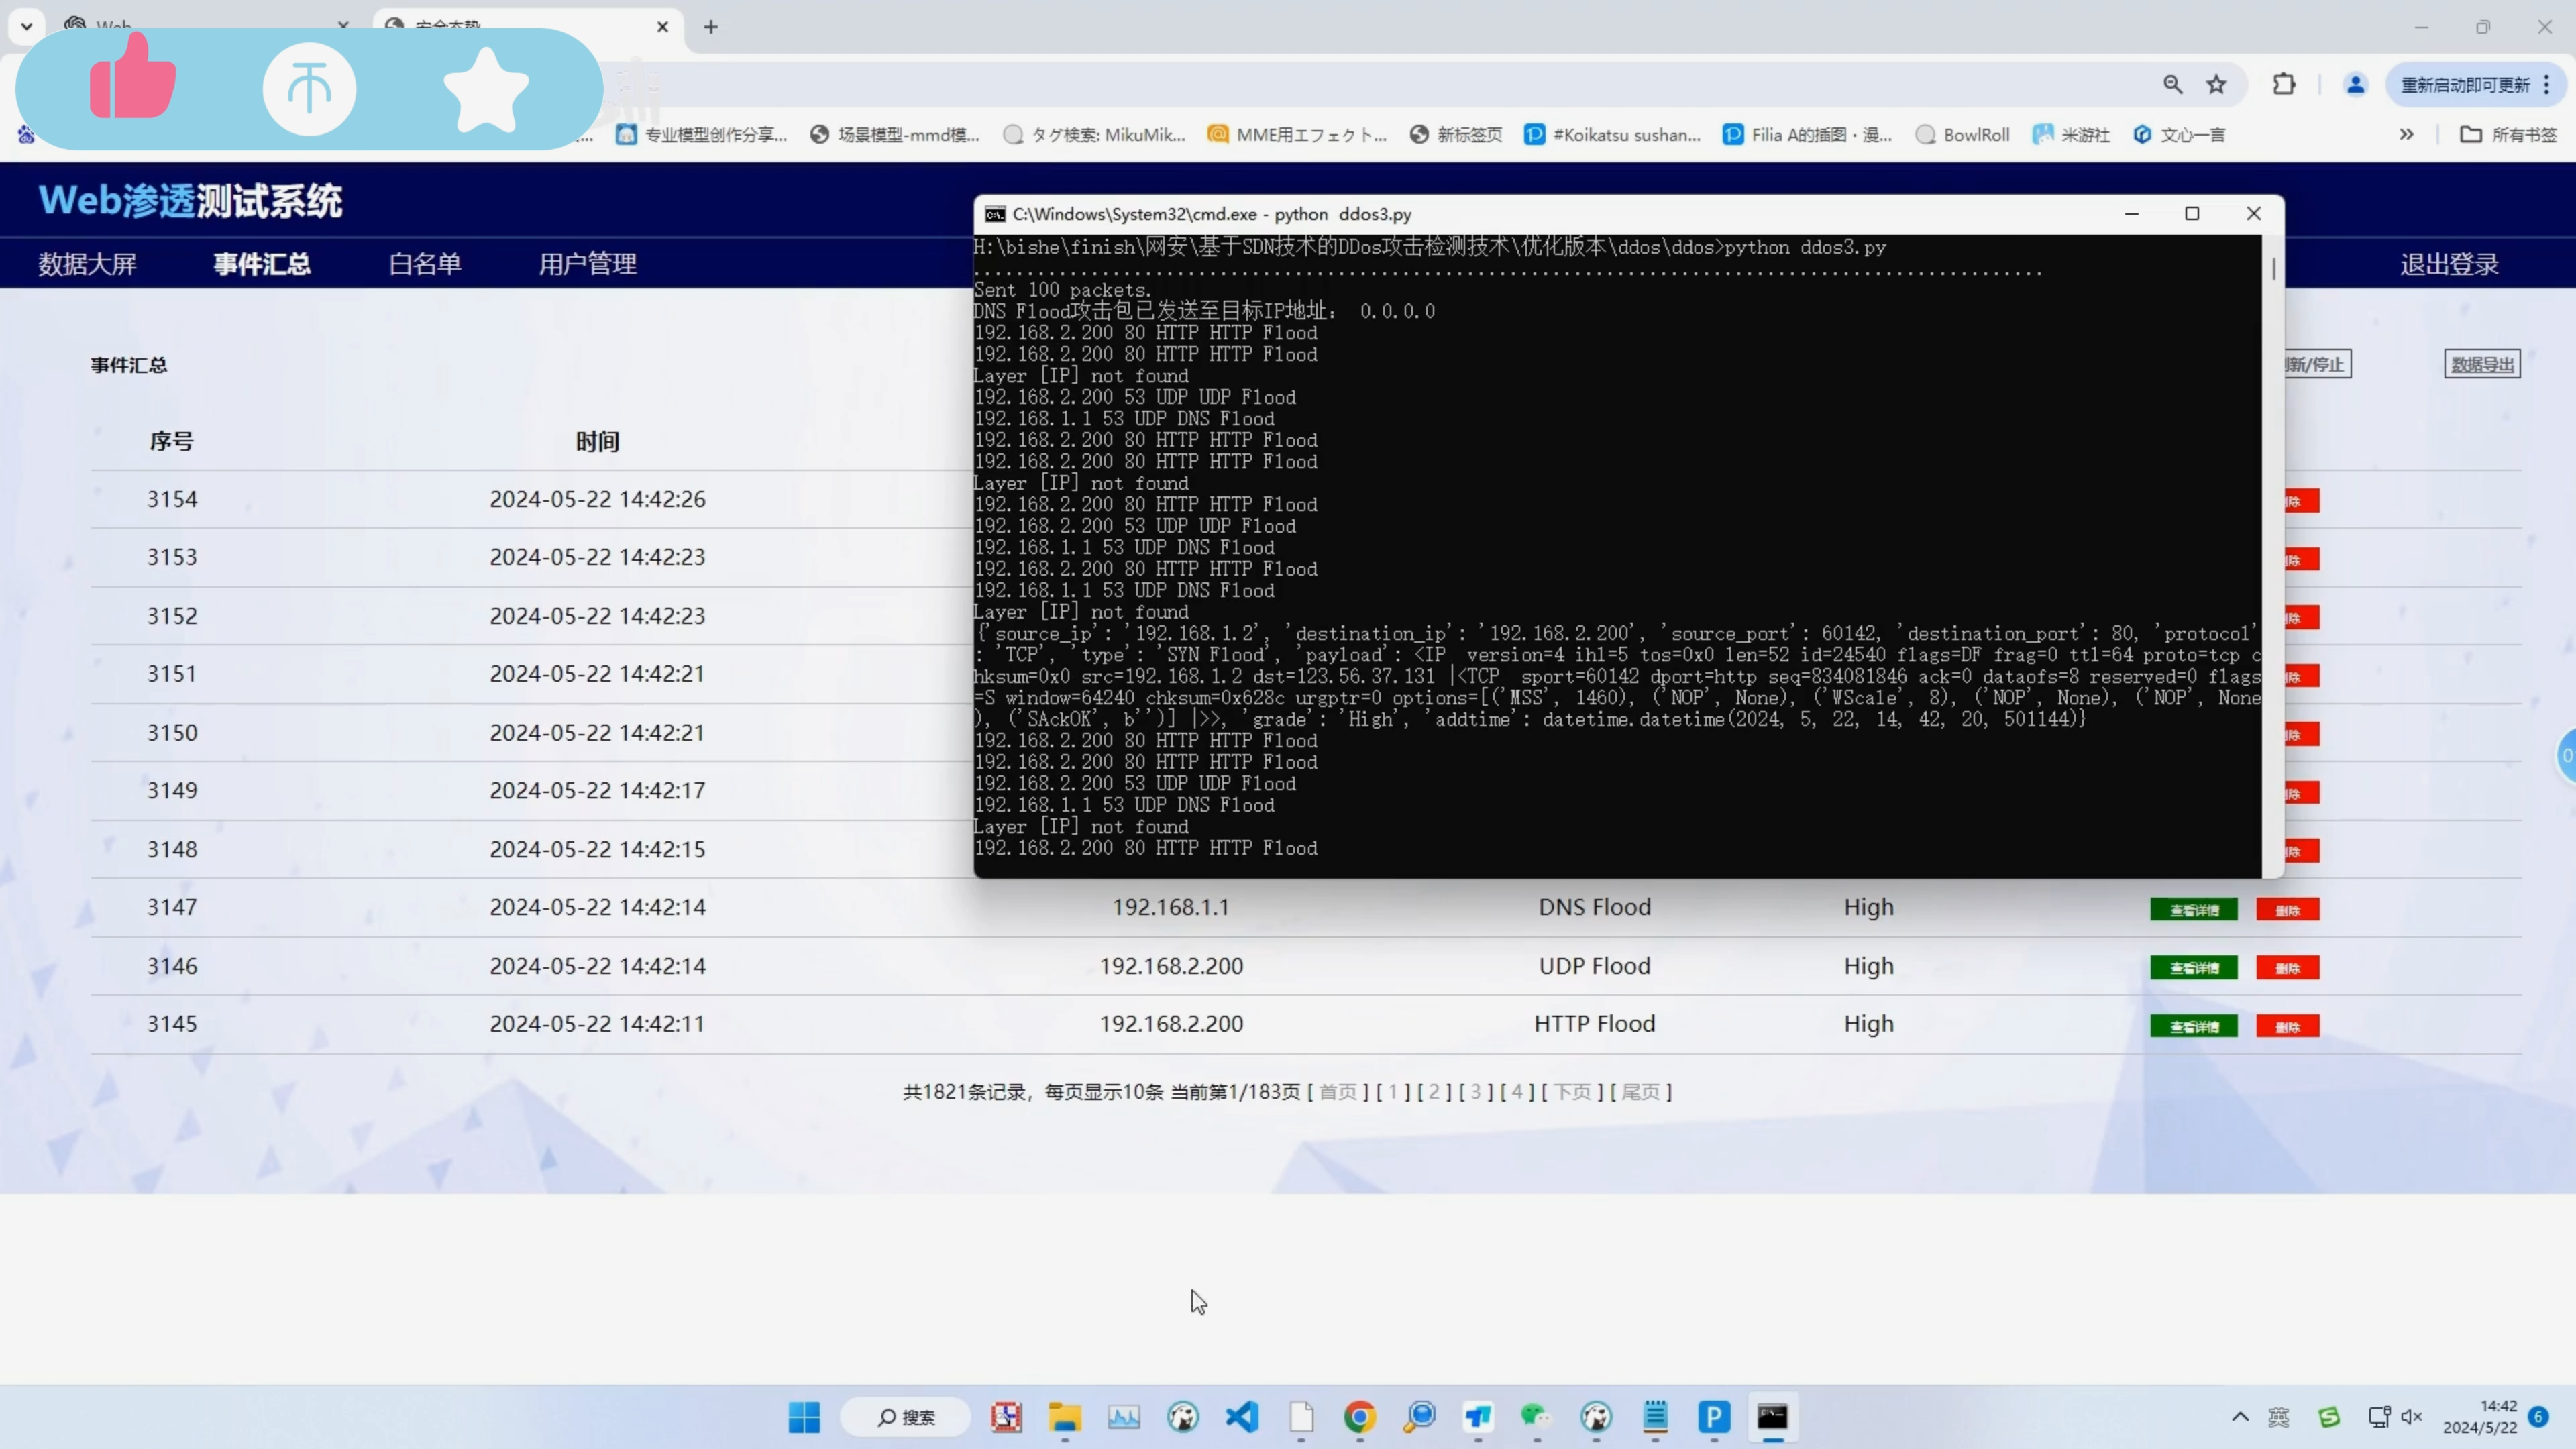 Web
安全态势
重新启动即可更新
专业模型创作分享...
场景模型-mmd模...
タグ検索: MikuMik...
MME用エフェクト...
新标签页
#Koikatsu sushan...
Filia A的插图・漫...
BowlRoll
米游社
文心一言
所有书签
Web渗透测试系统
数据大屏 事件汇总 白名单 用户管理 退出登录
C:\Windows\System32\cmd.exe - python ddos3.py
H:\bishe\finish\网安\基于SDN技术的DDos攻击检测技术\优化版本\ddos\ddos>python ddos3.py
....................................................................................................
Sent 100 packets.
DNS Flood攻击包已发送至目标IP地址： 0.0.0.0
192.168.2.200 80 HTTP HTTP Flood
192.168.2.200 80 HTTP HTTP Flood
Layer [IP] not found
192.168.2.200 53 UDP UDP Flood
192.168.1.1 53 UDP DNS Flood
192.168.2.200 80 HTTP HTTP Flood
192.168.2.200 80 HTTP HTTP Flood
Layer [IP] not found
192.168.2.200 80 HTTP HTTP Flood
192.168.2.200 53 UDP UDP Flood
192.168.1.1 53 UDP DNS Flood
192.168.2.200 80 HTTP HTTP Flood
192.168.1.1 53 UDP DNS Flood
Layer [IP] not found
{'source_ip': '192.168.1.2', 'destination_ip': '192.168.2.200', 'source_port': 60142, 'destination_port': 80, 'protocol'
: 'TCP', 'type': 'SYN Flood', 'payload': <IP  version=4 ihl=5 tos=0x0 len=52 id=24540 flags=DF frag=0 ttl=64 proto=tcp c
hksum=0x0 src=192.168.1.2 dst=123.56.37.131 |<TCP  sport=60142 dport=http seq=834081846 ack=0 dataofs=8 reserved=0 flags
=S window=64240 chksum=0x628c urgptr=0 options=[('MSS', 1460), ('NOP', None), ('WScale', 8), ('NOP', None), ('NOP', None
), ('SAckOK', b'')] |>>, 'grade': 'High', 'addtime': datetime.datetime(2024, 5, 22, 14, 42, 20, 501144)}
192.168.2.200 80 HTTP HTTP Flood
192.168.2.200 80 HTTP HTTP Flood
192.168.2.200 53 UDP UDP Flood
192.168.1.1 53 UDP DNS Flood
Layer [IP] not found
192.168.2.200 80 HTTP HTTP Flood
事件汇总 新/停止 数据导出
序号 时间
3154 2024-05-22 14:42:26 除
3153 2024-05-22 14:42:23 除
3152 2024-05-22 14:42:23 除
3151 2024-05-22 14:42:21 除
3150 2024-05-22 14:42:21 除
3149 2024-05-22 14:42:17 除
3148 2024-05-22 14:42:15 除
3147 2024-05-22 14:42:14 192.168.1.1 DNS Flood High 查看详情 删除
3146 2024-05-22 14:42:14 192.168.2.200 UDP Flood High 查看详情 删除
3145 2024-05-22 14:42:11 192.168.2.200 HTTP Flood High 查看详情 删除
共1821条记录，每页显示10条 当前第1/183页 [ 首页 ] [ 1 ] [ 2 ] [ 3 ] [ 4 ] [ 下页 ] [ 尾页 ]
搜索
英
14:42
2024/5/22
6